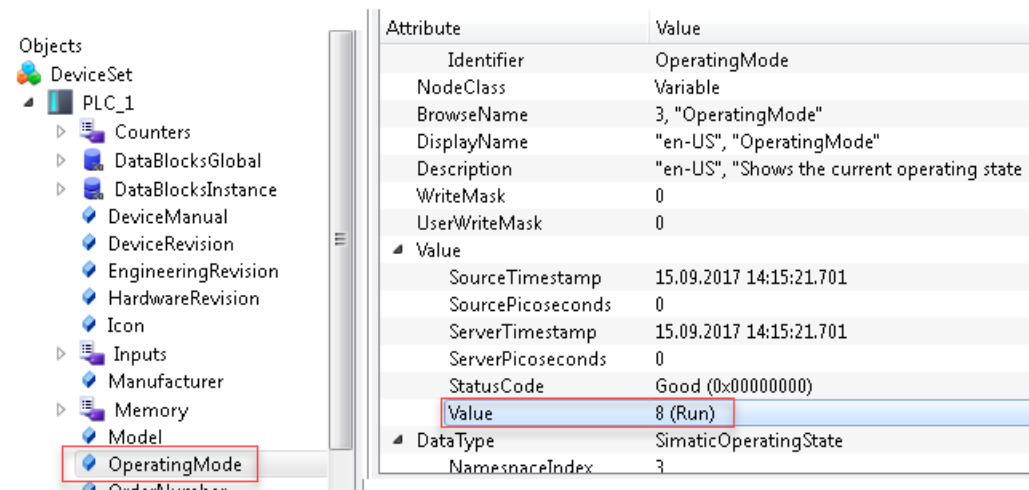 Objects
DeviceSet
PLC_1
Counters
DataBlocksGlobal
DataBlocksInstance
DeviceManual
DeviceRevision
EngineeringRevision
HardwareRevision
Icon
Inputs
Manufacturer
Memory
Model
OperatingMode
OrderNumber
Attribute Value
Identifier OperatingMode
NodeClass Variable
BrowseName 3, "OperatingMode"
DisplayName "en-US", "OperatingMode"
Description "en-US", "Shows the current operating state
WriteMask 0
UserWriteMask 0
Value
SourceTimestamp 15.09.2017 14:15:21.701
SourcePicoseconds 0
ServerTimestamp 15.09.2017 14:15:21.701
ServerPicoseconds 0
StatusCode Good (0x00000000)
Value 8 (Run)
DataType SimaticOperatingState
NamespaceIndex 3